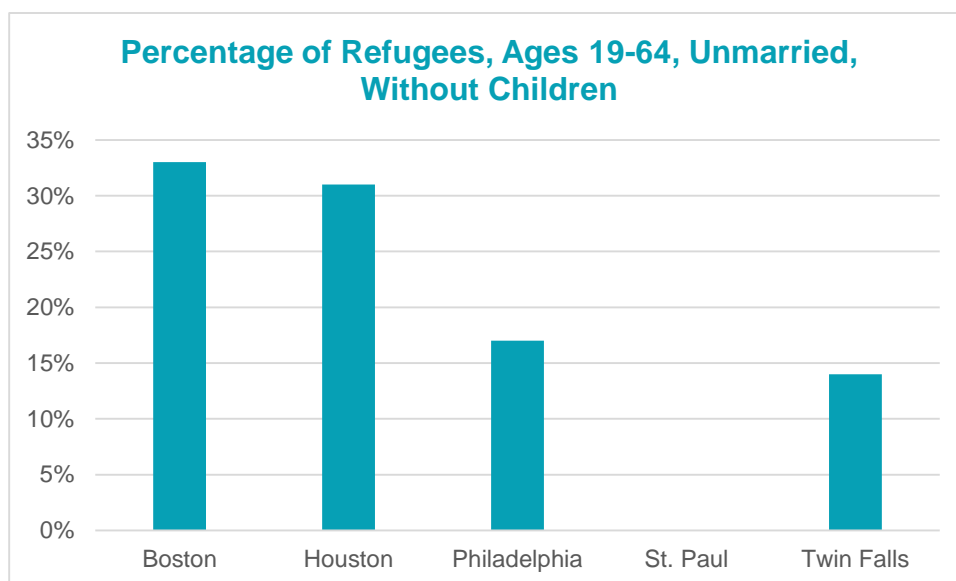 Percentage of Refugees, Ages 19-64, Unmarried,
Without Children
35%
30%
25%
20%
15%
10%
5%
0%
Boston Houston Philadelphia St. Paul Twin Falls